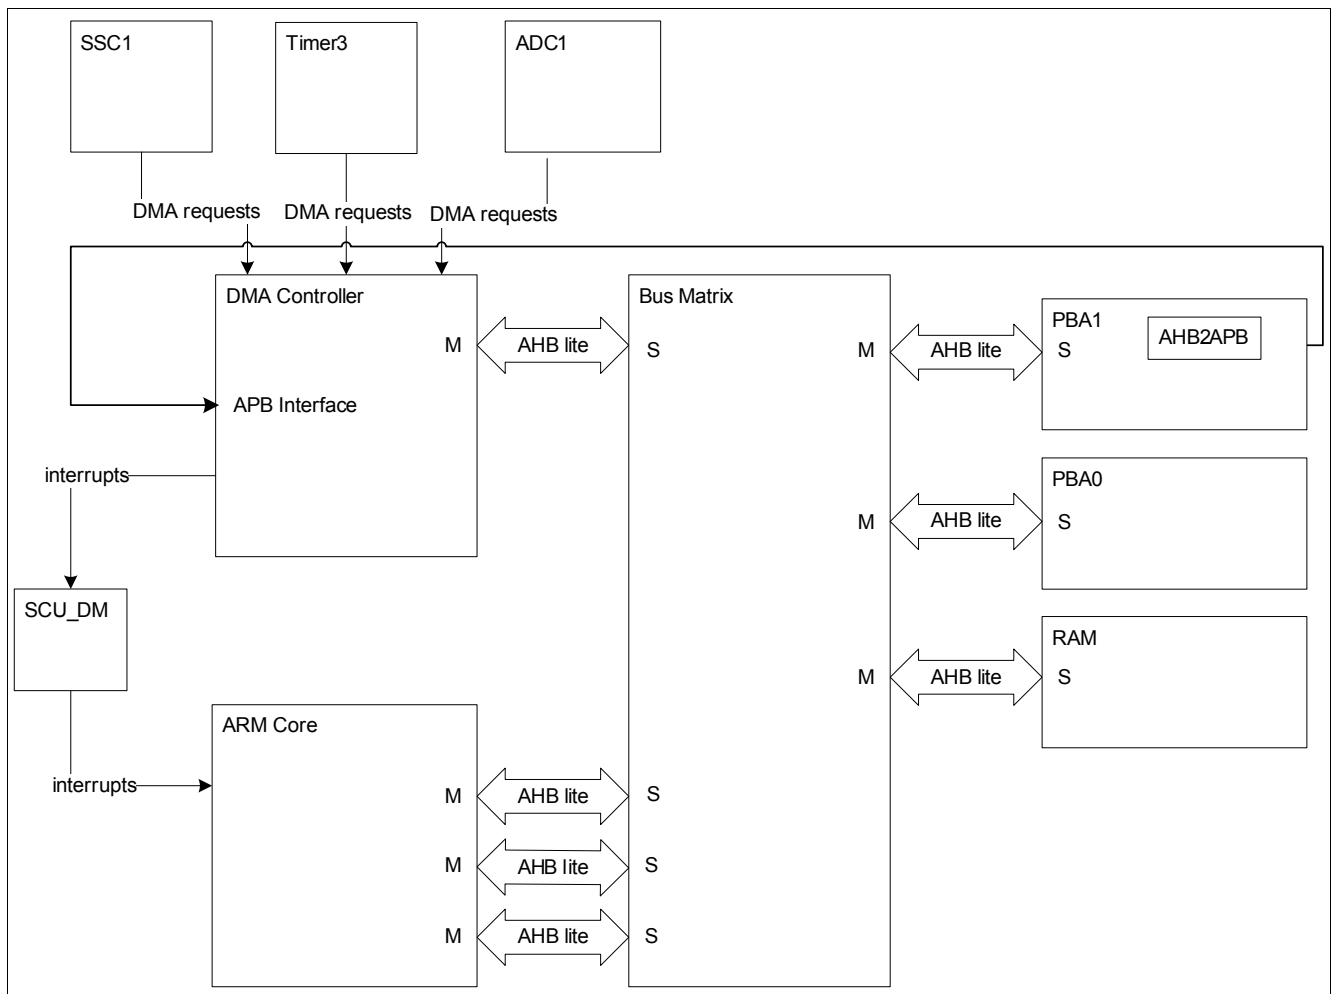 SSC1
Timer3
ADC1
DMA requests
DMA requests
DMA requests
DMA Controller
M
APB Interface
AHB lite
Bus Matrix
S
M
AHB lite
PBA1
S
AHB2APB
interrupts
M
AHB lite
PBA0
S
SCU_DM
M
AHB lite
RAM
S
interrupts
ARM Core
M
AHB lite
S
M
AHB lite
S
M
AHB lite
S